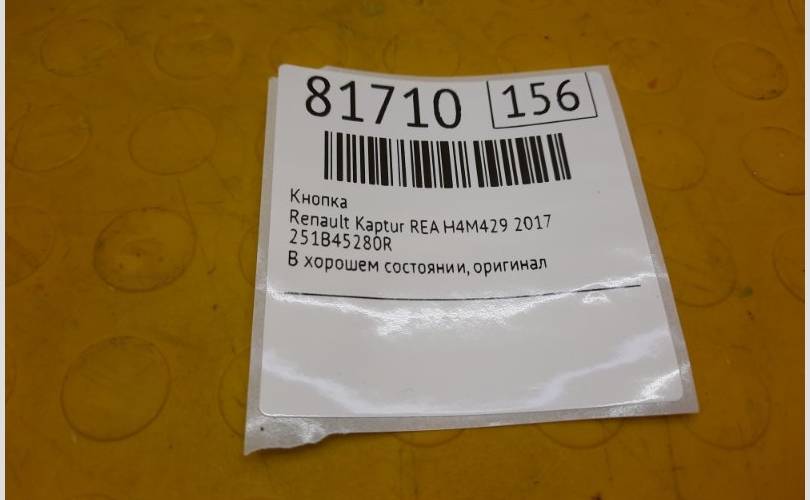 81710 156
Кнопка
Renault Kaptur REA H4M429 2017
251B45280R
В хорошем состоянии, оригинал